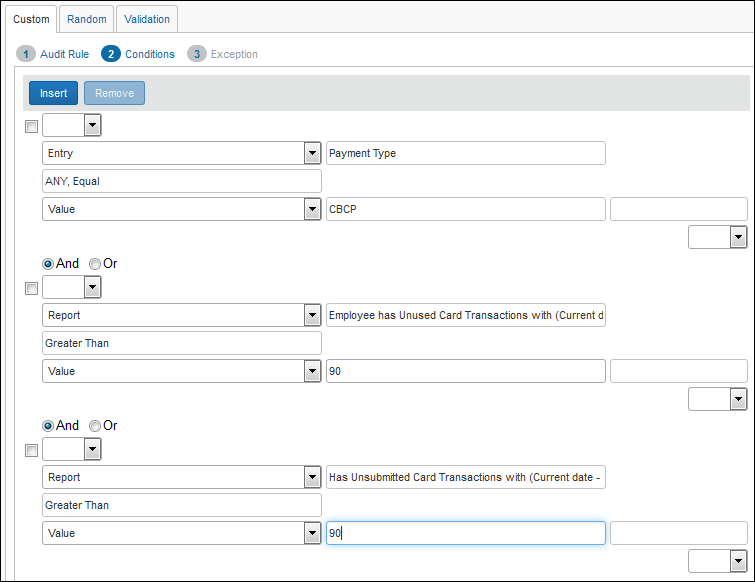 Custom Random Validation
1 Audit Rule 2 Conditions 3 Exception
Insert Remove
Entry Payment Type
ANY, Equal
Value CBCP
And Or
Report Employee has Unused Card Transactions with (Current d
Greater Than
Value 90
And Or
Report Has Unsubmitted Card Transactions with (Current date -
Greater Than
Value 90